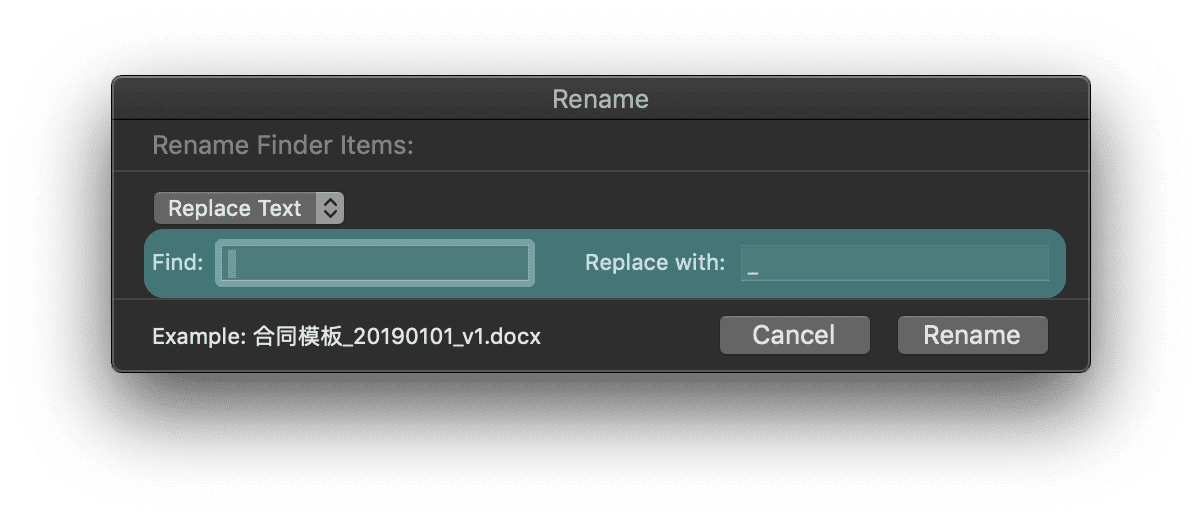 Rename
Rename Finder Items:
Replace Text
Find: Replace with: _
Example: 合同模板_20190101_v1.docx Cancel Rename